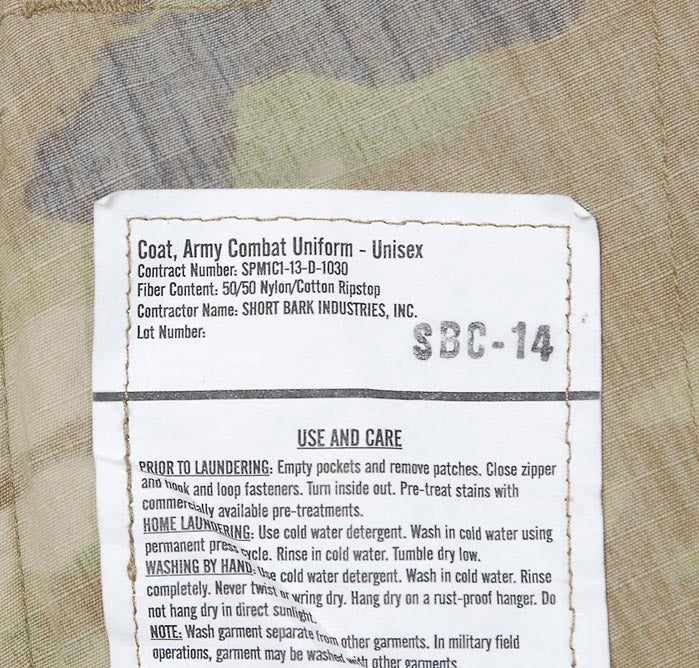 Coat, Army Combat Uniform - Unisex
Contract Number: SPM1C1-13-D-1030
Fiber Content: 50/50 Nylon/Cotton Ripstop
Contractor Name: SHORT BARK INDUSTRIES, INC.
Lot Number:
SBC-14
USE AND CARE
PRIOR TO LAUNDERING: Empty pockets and remove patches. Close zipper
and hook and loop fasteners. Turn inside out. Pre-treat stains with
commercially available pre-treatments.
HOME LAUNDERING: Use cold water detergent. Wash in cold water using
permanent press cycle. Rinse in cold water. Tumble dry low.
WASHING BY HAND: Use cold water detergent. Wash in cold water. Rinse
completely. Never twist or wring dry. Hang dry on a rust-proof hanger. Do
not hang dry in direct sunlight.
NOTE: Wash garment separate from other garments. In military field
operations, garment may be washed with other garments